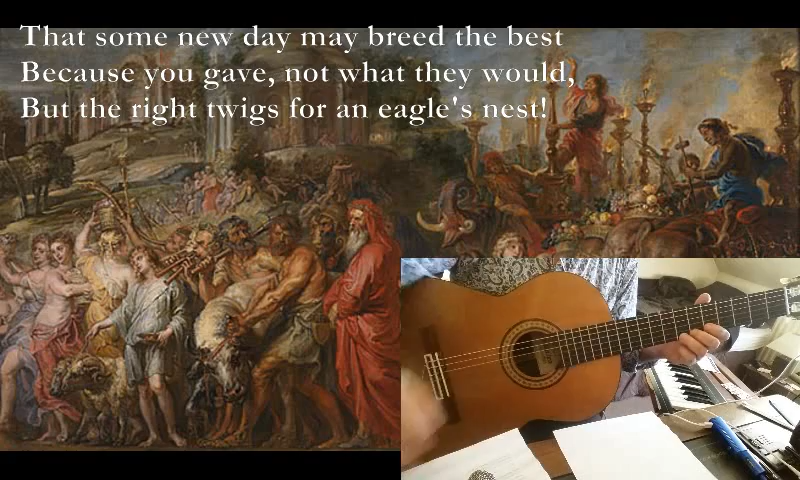 That some new day may breed the best
Because you gave, not what they would,
But the right twigs for an eagle's nest!